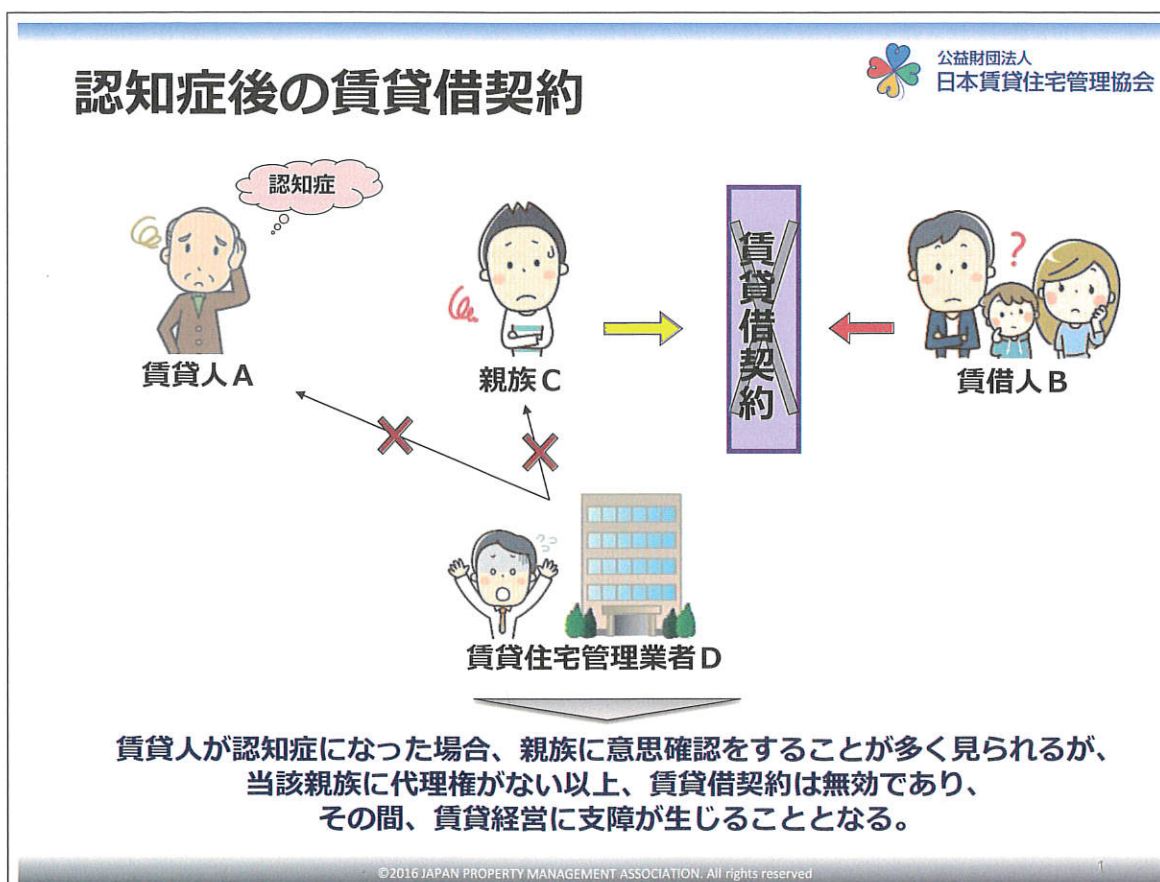 認知症後の賃貸借契約
公益財団法人
日本賃貸住宅管理協会
認知症
賃貸借契約
?
賃貸人A
親族C
賃借人B
賃貸住宅管理業者D
賃貸人が認知症になった場合、親族に意思確認をすることが多く見られるが、
当該親族に代理権がない以上、賃貸借契約は無効であり、
その間、賃貸経営に支障が生じることとなる。
©2016 JAPAN PROPERTY MANAGEMENT ASSOCIATION. All rights reserved
1